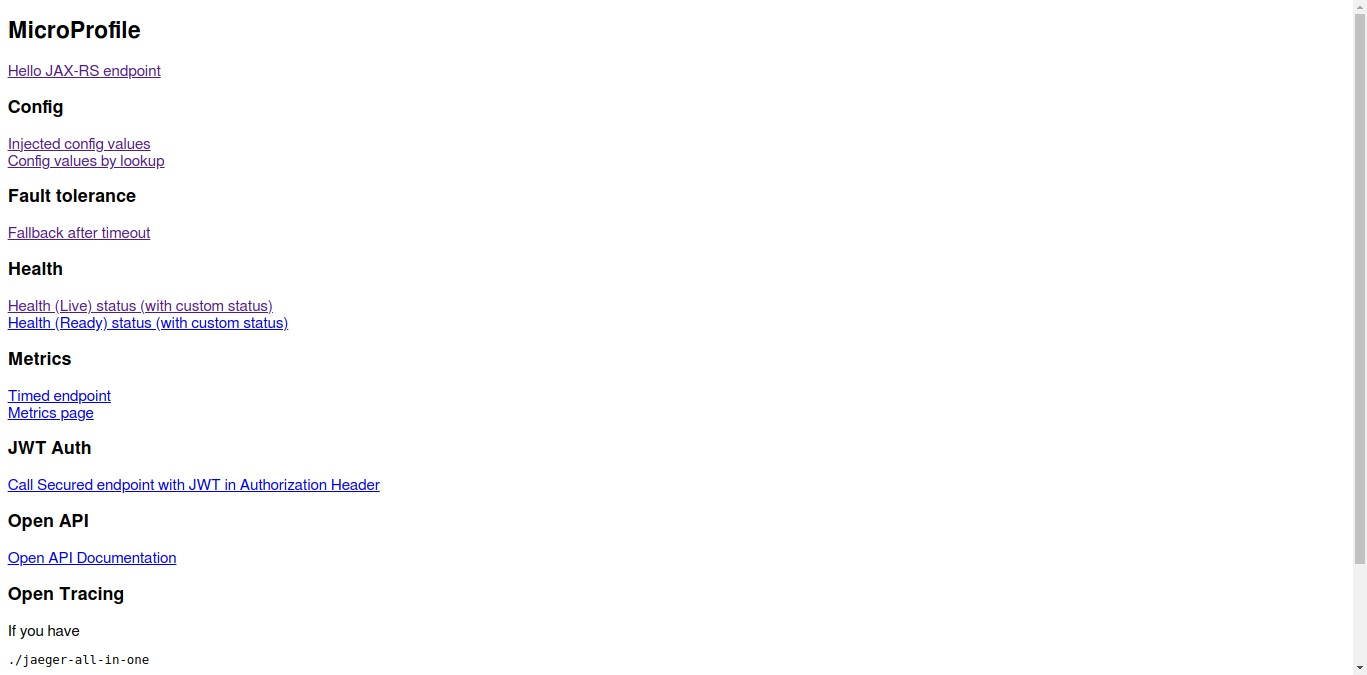 MicroProfile
Hello JAX-RS endpoint
Config
Injected config values
Config values by lookup
Fault tolerance
Fallback after timeout
Health
Health (Live) status (with custom status)
Health (Ready) status (with custom status)
Metrics
Timed endpoint
Metrics page
JWT Auth
Call Secured endpoint with JWT in Authorization Header
Open API
Open API Documentation
Open Tracing
If you have
./jaeger-all-in-one